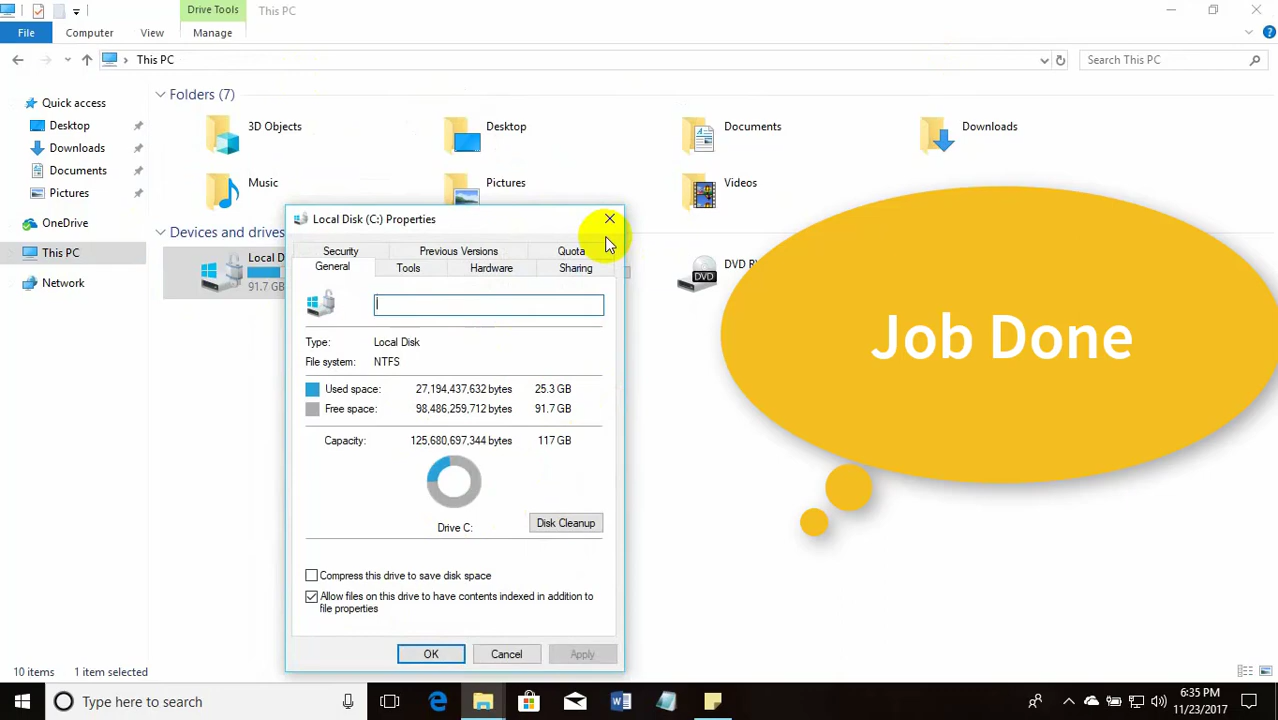 Drive Tools
This PC
File
Computer
View
Manage
This PC
Search This PC
Quick access
Desktop
Downloads
Documents
Pictures
OneDrive
This PC
Network
Folders (7)
3D Objects
Desktop
Documents
Downloads
Music
Pictures
Videos
Devices and drives
Local D
91.7 GB
DVD
DVD R
Local Disk (C:) Properties
Security
Previous Versions
Quota
General
Tools
Hardware
Sharing
Type: Local Disk
File system: NTFS
Used space: 27,194,437,632 bytes 25.3 GB
Free space: 98,486,259,712 bytes 91.7 GB
Capacity: 125,680,697,344 bytes 117 GB
Drive C:
Disk Cleanup
Compress this drive to save disk space
Allow files on this drive to have contents indexed in addition to
file properties
OK
Cancel
Apply
Job Done
10 items
1 item selected
Type here to search
6:35 PM
11/23/2017